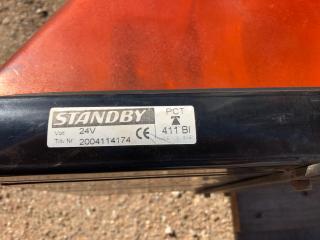 STANDBY
Volt 24V
Tilv.Nr. 2004114174
CE
PCT
411 BI